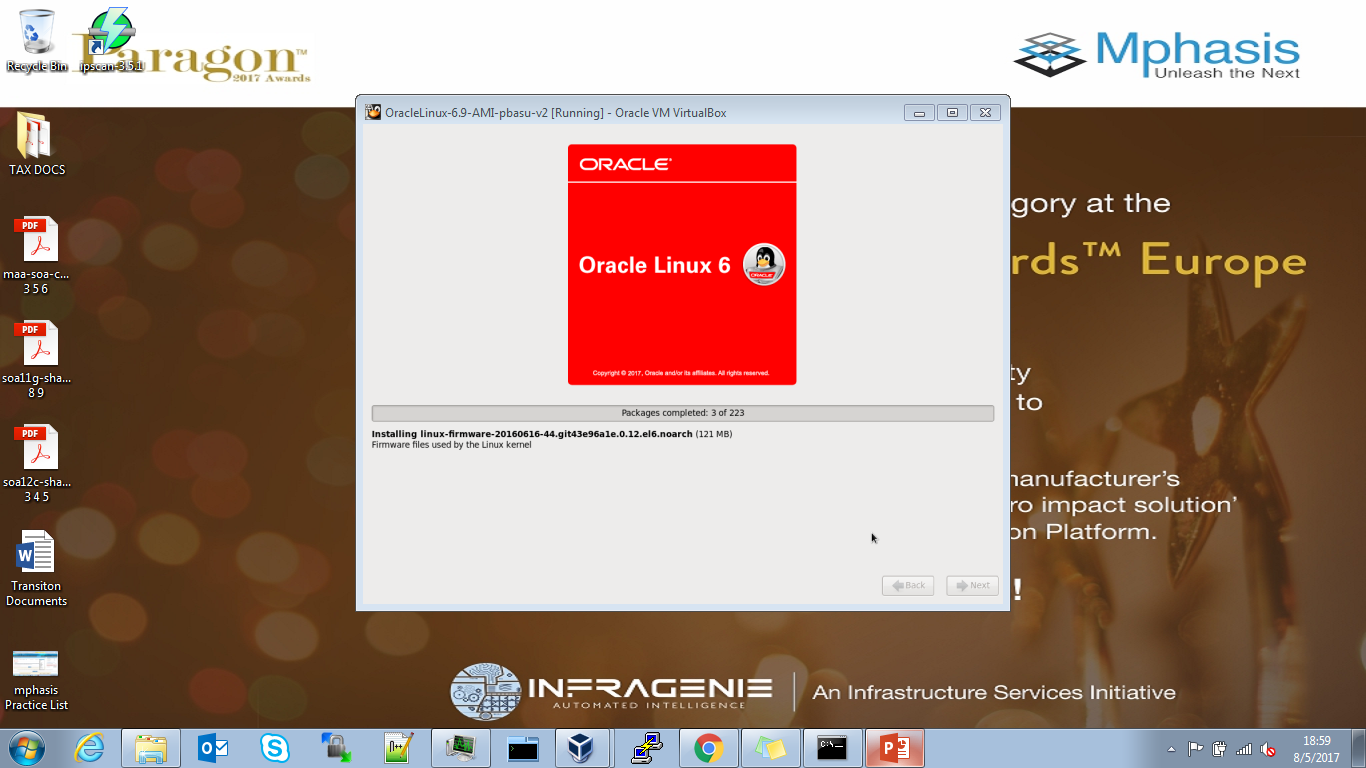 Recycle Bin
ipscan-3.5.1
Paragon™
2017 Awards
Mphasis
Unleash the Next
TAX DOCS
maa-soa-c...
3 5 6
soa11g-sha...
8 9
soa12c-sha...
3 4 5
Transiton
Documents
mphasis
Practice List
OracleLinux-6.9-AMI-pbasu-v2 [Running] - Oracle VM VirtualBox
ORACLE
Oracle Linux 6
ORACLE
Copyright © 2017, Oracle and/or its affiliates. All rights reserved.
Packages completed: 3 of 223
Installing linux-firmware-20160616-44.git43e96a1e.0.12.el6.noarch (121 MB)
Firmware files used by the Linux kernel
Back
Next
gory at the
rds™ Europe
ty
to
nanufacturer's
ro impact solution'
on Platform.
!
INFRAGENIE
AUTOMATED INTELLIGENCE
An Infrastructure Services Initiative
18:59
8/5/2017